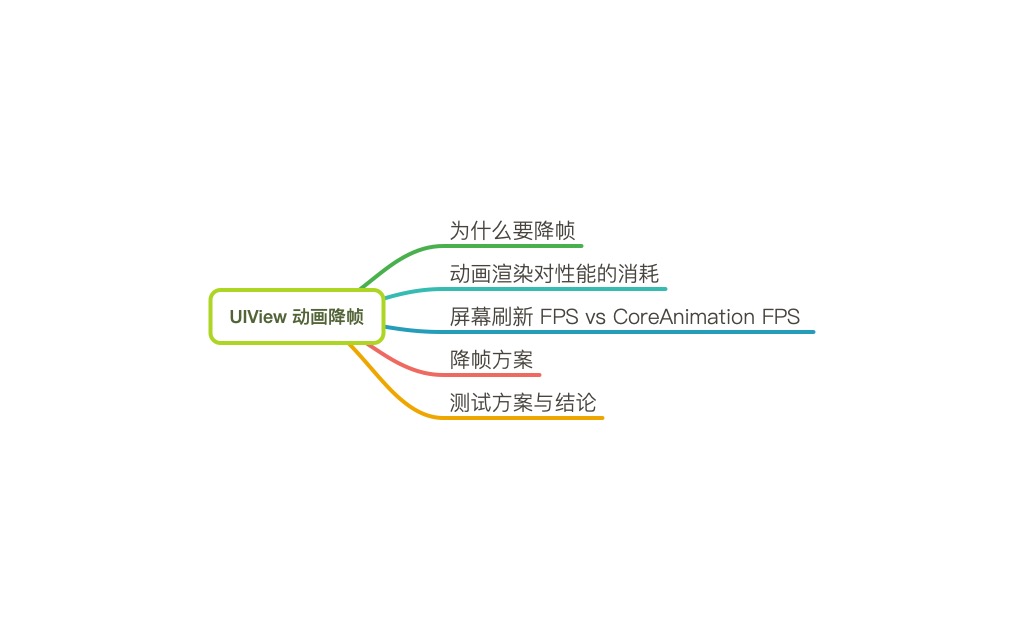 为什么要降帧
动画渲染对性能的消耗
UIView 动画降帧
屏幕刷新 FPS vs CoreAnimation FPS
降帧方案
测试方案与结论